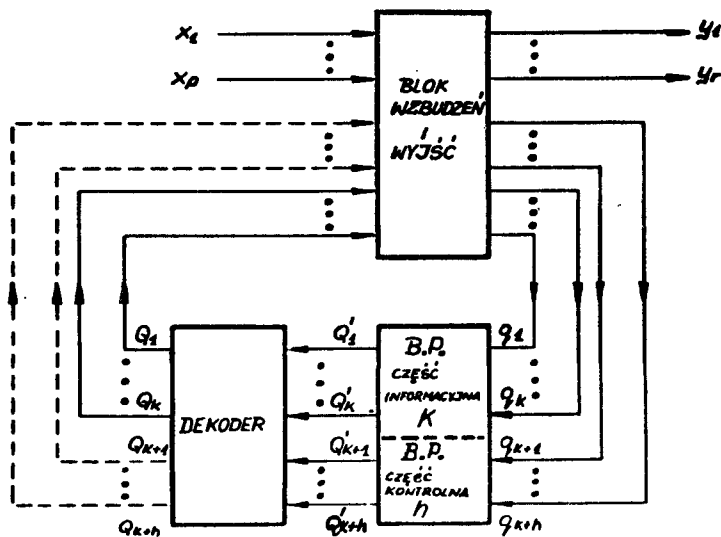 x1
y1
xp
yr
BLOK
WZBUDZEŃ
I
WYJŚĆ
Q1
Q'1
B.P.
q1
CZĘŚĆ
INFORMACYJNA
K
Qk
Q'k
qk
DEKODER
Qk+1
Q'k+1
B.P.
qk+1
CZĘŚĆ
KONTROLNA
h
Qk+h
Q'k+h
qk+h